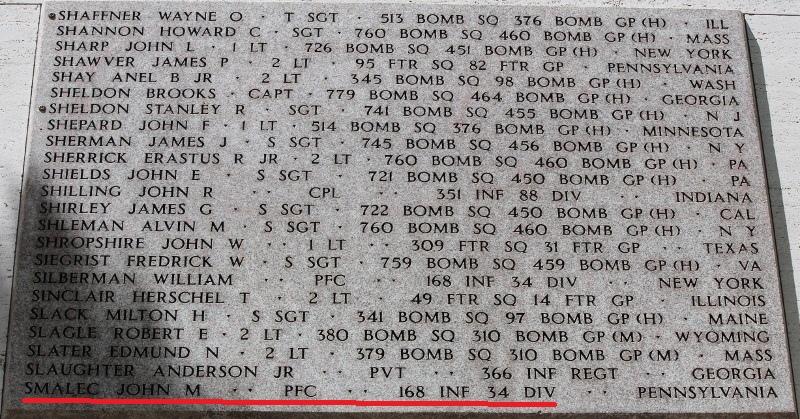 SHAFFNER WAYNE O · T SGT · 513 BOMB SQ 376 BOMB GP (H) · ILL
SHANNON HOWARD C · SGT · 760 BOMB SQ 460 BOMB GP (H) · MASS
SHARP JOHN L · 1 LT · 726 BOMB SQ 451 BOMB GP (H) · NEW YORK
SHAWVER JAMES P · 2 LT · 95 FTR SQ 82 FTR GP · PENNSYLVANIA
SHAY ANEL B JR · 2 LT · 345 BOMB SQ 98 BOMB GP (H) · WASH
SHELDON BROOKS · CAPT · 779 BOMB SQ 464 BOMB GP (H) · GEORGIA
SHELDON STANLEY R · SGT · 741 BOMB SQ 455 BOMB GP (H) · N J
SHEPARD JOHN F · 1 LT · 514 BOMB SQ 376 BOMB GP (H) · MINNESOTA
SHERMAN JAMES J · S SGT · 745 BOMB SQ 456 BOMB GP (H) · N Y
SHERRICK ERASTUS R JR · 2 LT · 760 BOMB SQ 460 BOMB GP (H) · PA
SHIELDS JOHN E · S SGT · 721 BOMB SQ 450 BOMB GP (H) · PA
SHILLING JOHN R · · CPL · · 351 INF 88 DIV · · INDIANA
SHIRLEY JAMES G · S SGT · 722 BOMB SQ 450 BOMB GP (H) · CAL
SHLEMAN ALVIN M · S SGT · 760 BOMB SQ 460 BOMB GP (H) · N Y
SHROPSHIRE JOHN W · · 1 LT · · 309 FTR SQ 31 FTR GP · · TEXAS
SIEGRIST FREDRICK W · S SGT · 759 BOMB SQ 459 BOMB GP (H) · VA
SILBERMAN WILLIAM · · PFC · · 168 INF 34 DIV · · NEW YORK
SINCLAIR HERSCHEL T · 2 LT · 49 FTR SQ 14 FTR GP · ILLINOIS
SLACK MILTON H · S SGT · 341 BOMB SQ 97 BOMB GP (H) · MAINE
SLAGLE ROBERT E · 2 LT · 380 BOMB SQ 310 BOMB GP (M) · WYOMING
SLATER EDMUND N · 2 LT · 379 BOMB SQ 310 BOMB GP (M) · MASS
SLAUGHTER ANDERSON JR · · PVT · · 366 INF REGT · · GEORGIA
SMALEC JOHN M · · PFC · · 168 INF 34 DIV · · PENNSYLVANIA